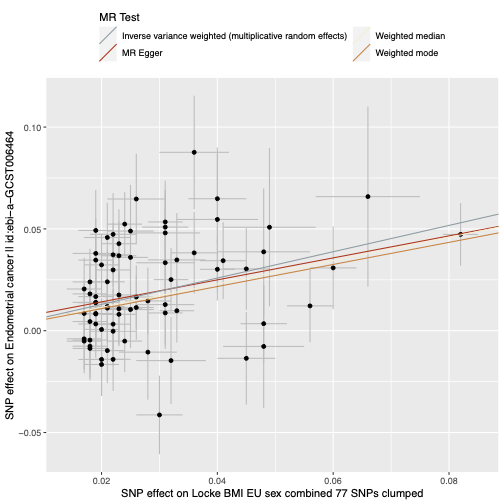 MR Test
Inverse variance weighted (multiplicative random effects)
Weighted median
MR Egger
Weighted mode
SNP effect on Endometrial cancer || id:ebi-a-GCST006464
0.10
0.05
0.00
−0.05
0.02
0.04
0.06
0.08
SNP effect on Locke BMI EU sex combined 77 SNPs clumped